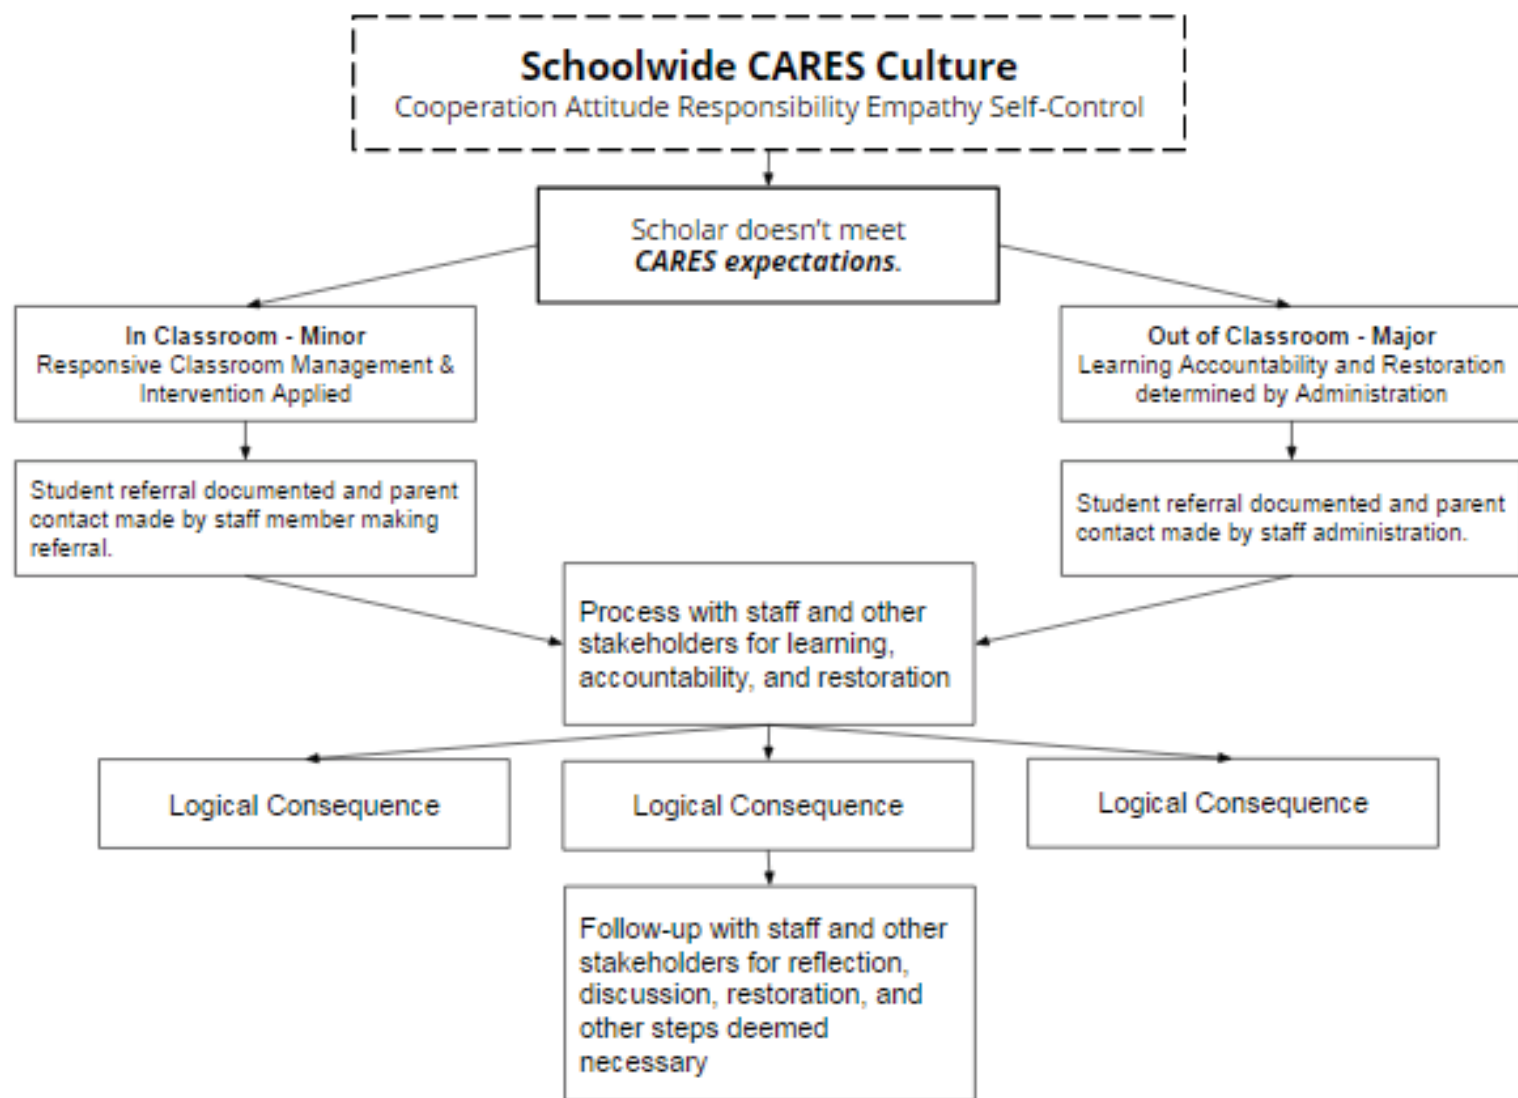 Schoolwide CARES Culture
Cooperation Attitude Responsibility Empathy Self-Control
Scholar doesn't meet
CARES expectations.
In Classroom - Minor
Responsive Classroom Management &
Intervention Applied
Out of Classroom - Major
Learning Accountability and Restoration
determined by Administration
Student referral documented and parent
contact made by staff member making
referral.
Student referral documented and parent
contact made by staff administration.
Process with staff and other
stakeholders for learning,
accountability, and restoration
Logical Consequence
Logical Consequence
Logical Consequence
Follow-up with staff and other
stakeholders for reflection,
discussion, restoration, and
other steps deemed
necessary